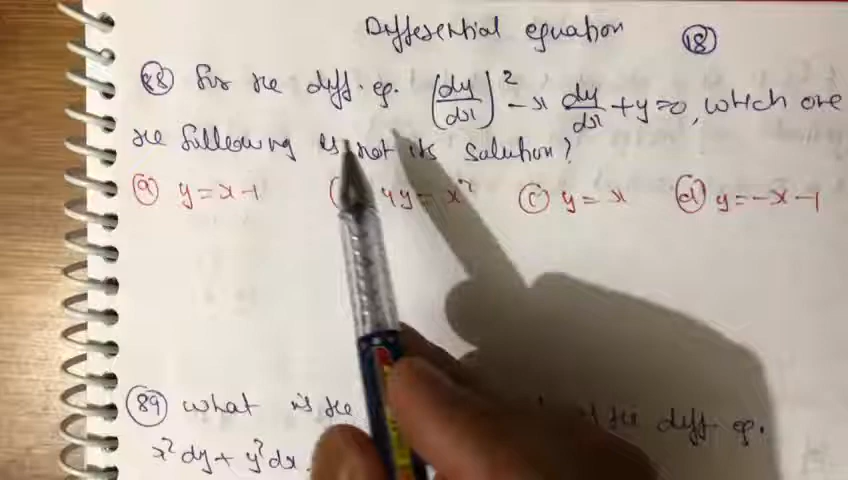 Differential equation 18
88 for the diff. eq. (dy/dx)² - x dy/dx + y = 0, which one
the following is not its solution?
a y = x - 1 4y = x² c y = x d y = -x - 1
89 what is the of the diff eq.
x² dy + y² dx